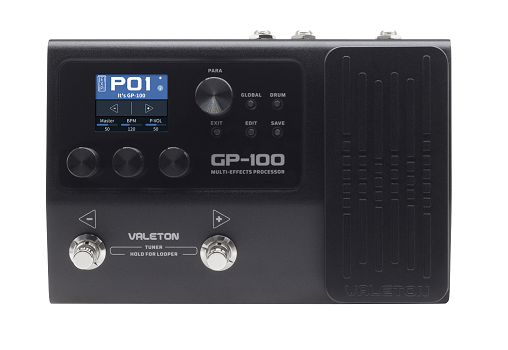 P01
It's GP-100
Master BPM P-VOL
50 120 50
PARA
GLOBAL DRUM
EXIT EDIT SAVE
GP-100
MULTI-EFFECTS PROCESSOR
VALETON
TUNER
HOLD FOR LOOPER
VALETON